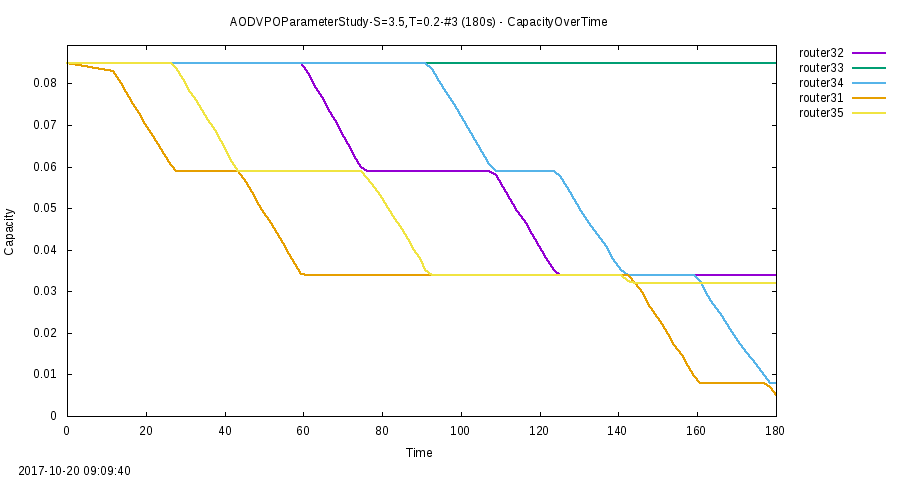 AODVPOParameterStudy-S=3.5,T=0.2-#3 (180s) - CapacityOverTime
router32
router33
router34
router31
router35
0.08
0.07
0.06
0.05
0.04
0.03
0.02
0.01
0
Capacity
0 20 40 60 80 100 120 140 160 180
Time
2017-10-20 09:09:40